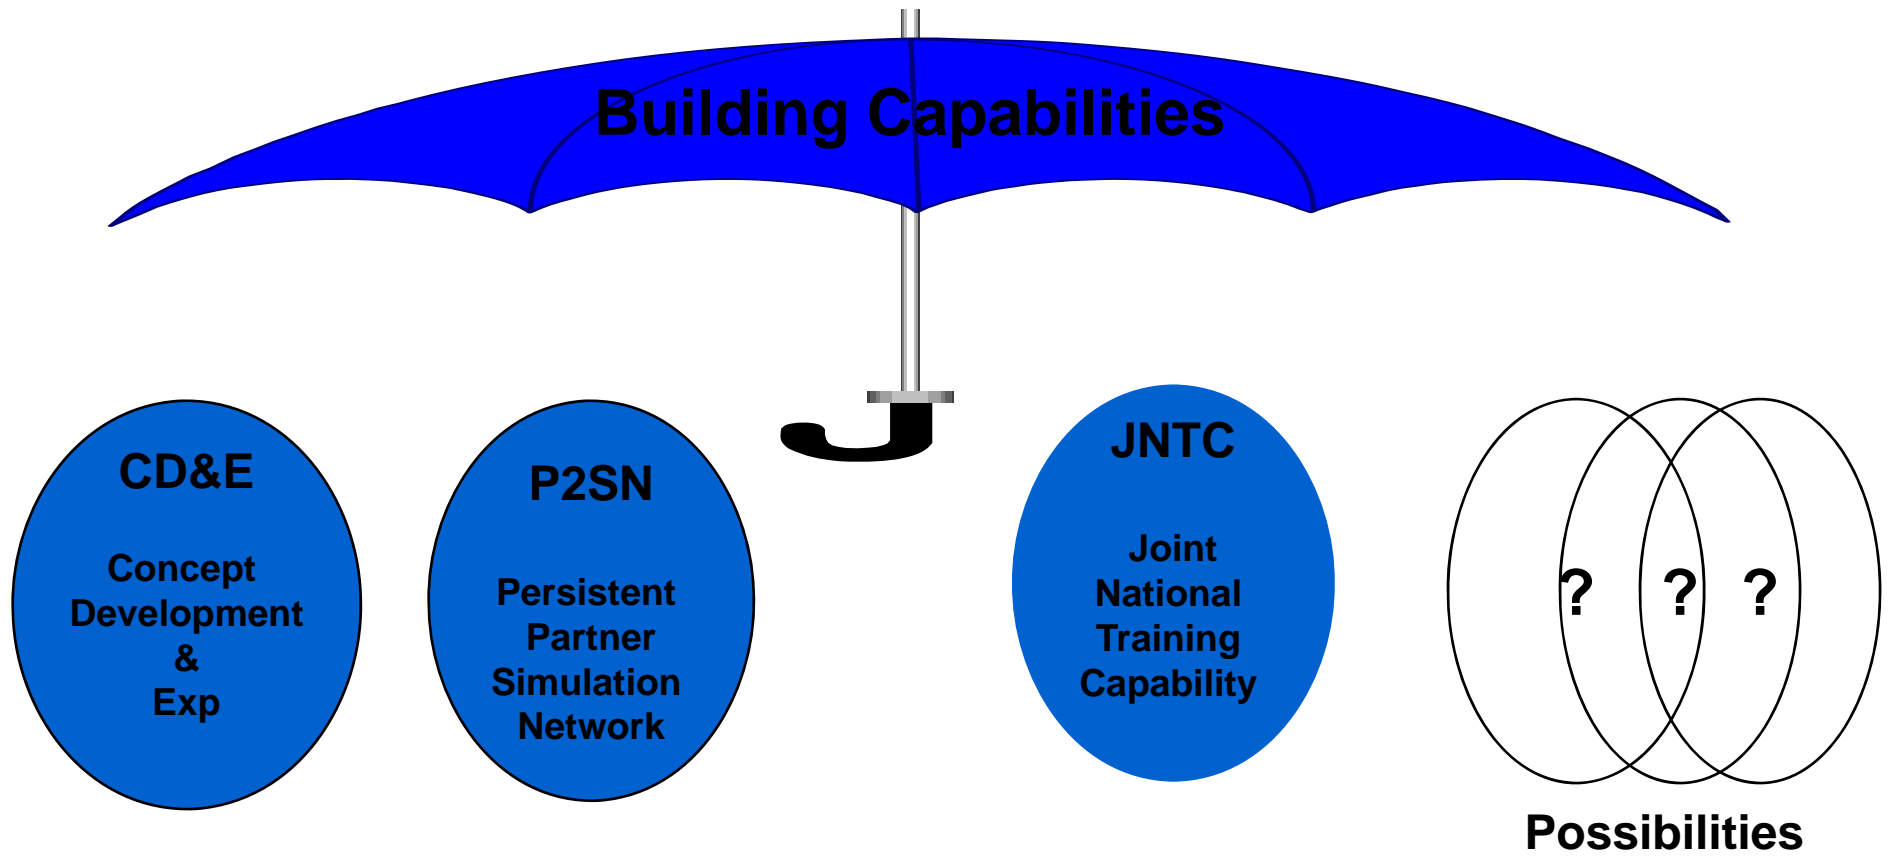 Building Capabilities
CD&E
Concept
Development
&
Exp
P2SN
Persistent
Partner
Simulation
Network
JNTC
Joint
National
Training
Capability
? ? ?
Possibilities